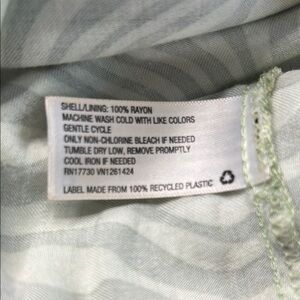 SHELL/LINING: 100% RAYON
MACHINE WASH COLD WITH LIKE COLORS
GENTLE CYCLE
ONLY NON-CHLORINE BLEACH IF NEEDED
TUMBLE DRY LOW, REMOVE PROMPTLY
COOL IRON IF NEEDED
RN17730 VN1261424
LABEL MADE FROM 100% RECYCLED PLASTIC